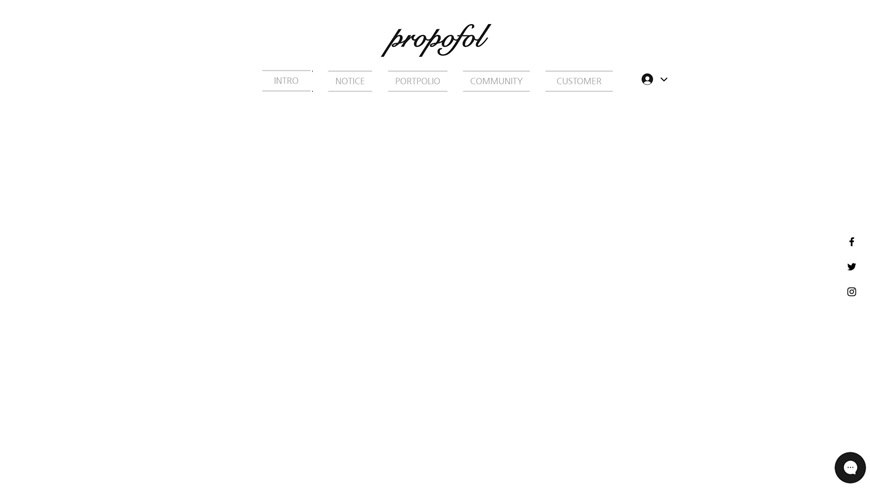 propofol
INTRO
NOTICE
PORTPOLIO
COMMUNITY
CUSTOMER